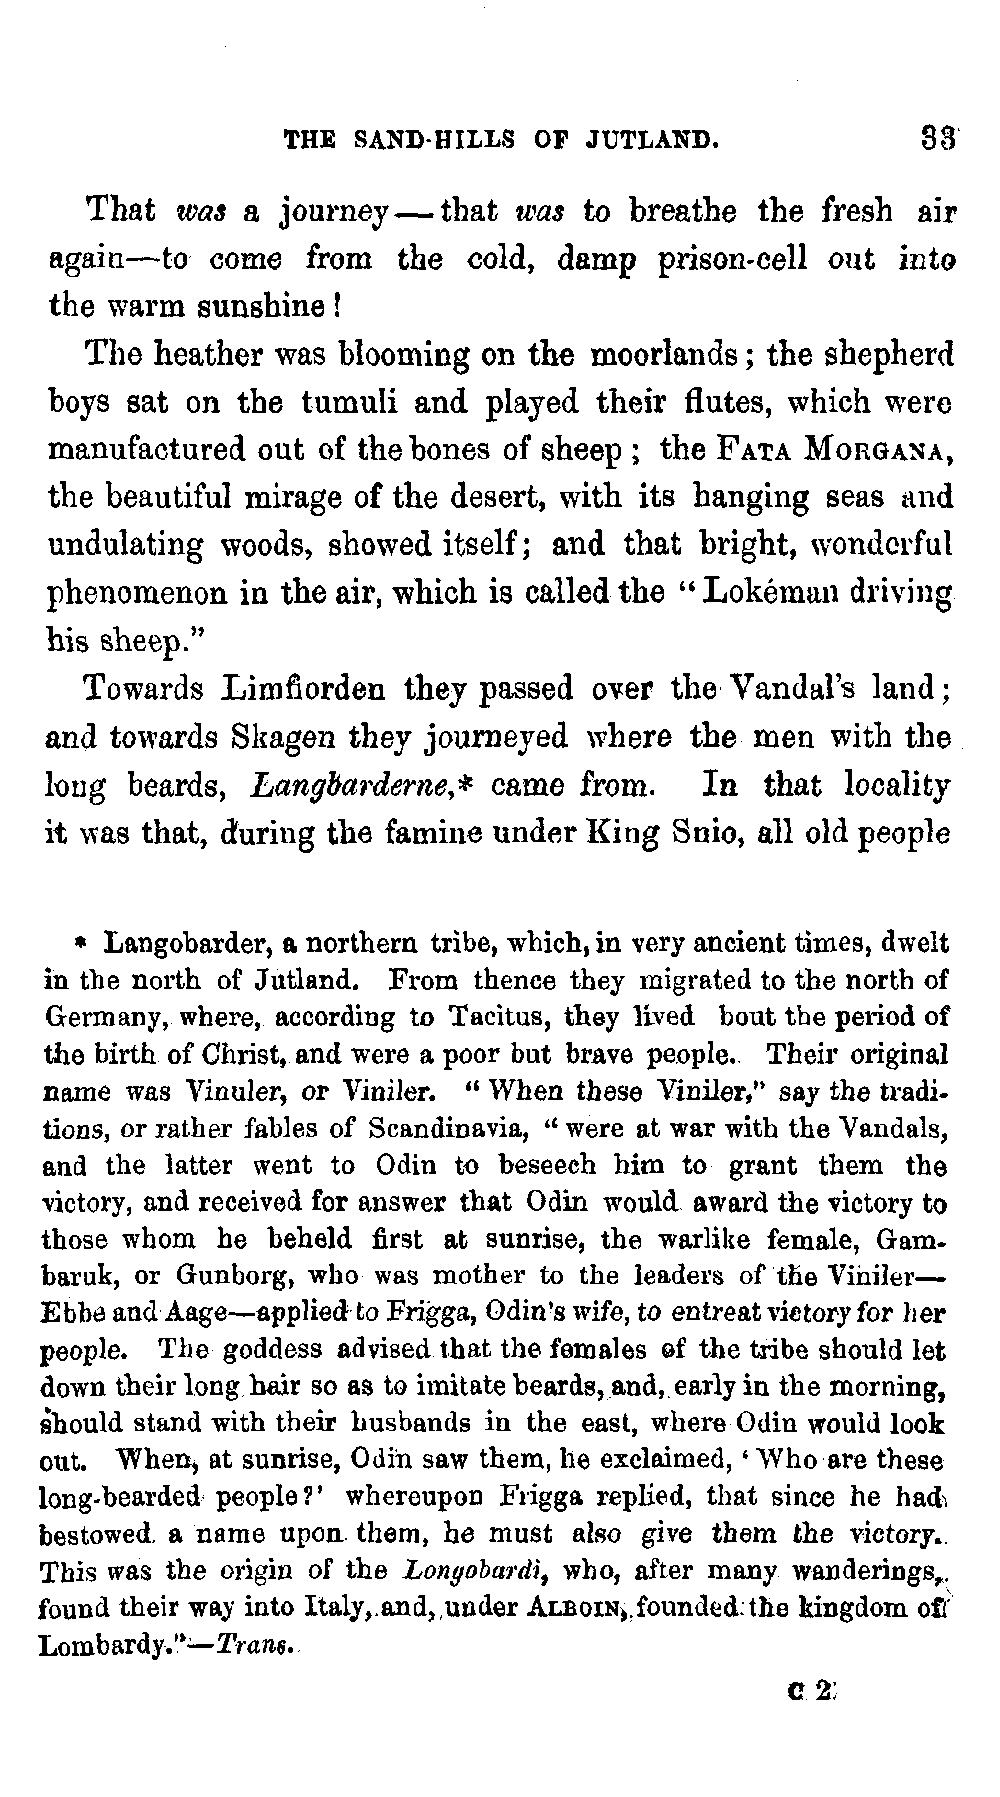 THE SAND-HILLS OF JUTLAND. 33
That was a journey—that was to breathe the fresh air
again—to come from the cold, damp prison-cell out into
the warm sunshine!
The heather was blooming on the moorlands; the shepherd
boys sat on the tumuli and played their flutes, which were
manufactured out of the bones of sheep; the FATA MORGANA,
the beautiful mirage of the desert, with its hanging seas and
undulating woods, showed itself; and that bright, wonderful
phenomenon in the air, which is called the “Lokéman driving
his sheep.”
Towards Limfiorden they passed over the Vandal's land;
and towards Skagen they journeyed where the men with the
long beards, Langbarderne,* came from. In that locality
it was that, during the famine under King Snio, all old people
* Langobarder, a northern tribe, which, in very ancient times, dwelt
in the north of Jutland. From thence they migrated to the north of
Germany, where, according to Tacitus, they lived bout the period of
the birth of Christ, and were a poor but brave people. Their original
name was Vinuler, or Viniler. “When these Viniler,” say the tradi-
tions, or rather fables of Scandinavia, “were at war with the Vandals,
and the latter went to Odin to beseech him to grant them the
victory, and received for answer that Odin would award the victory to
those whom he beheld first at sunrise, the warlike female, Gam-
baruk, or Gunborg, who was mother to the leaders of the Viniler—
Ebbe and Aage—applied to Frigga, Odin's wife, to entreat victory for her
people. The goddess advised that the females of the tribe should let
down their long hair so as to imitate beards, and, early in the morning,
should stand with their husbands in the east, where Odin would look
out. When, at sunrise, Odin saw them, he exclaimed, ‘Who are these
long-bearded people?’ whereupon Frigga replied, that since he had
bestowed a name upon them, he must also give them the victory.
This was the origin of the Longobardi, who, after many wanderings,
found their way into Italy, and, under ALBOIN, founded the kingdom of
Lombardy.”—Trans.
C 2